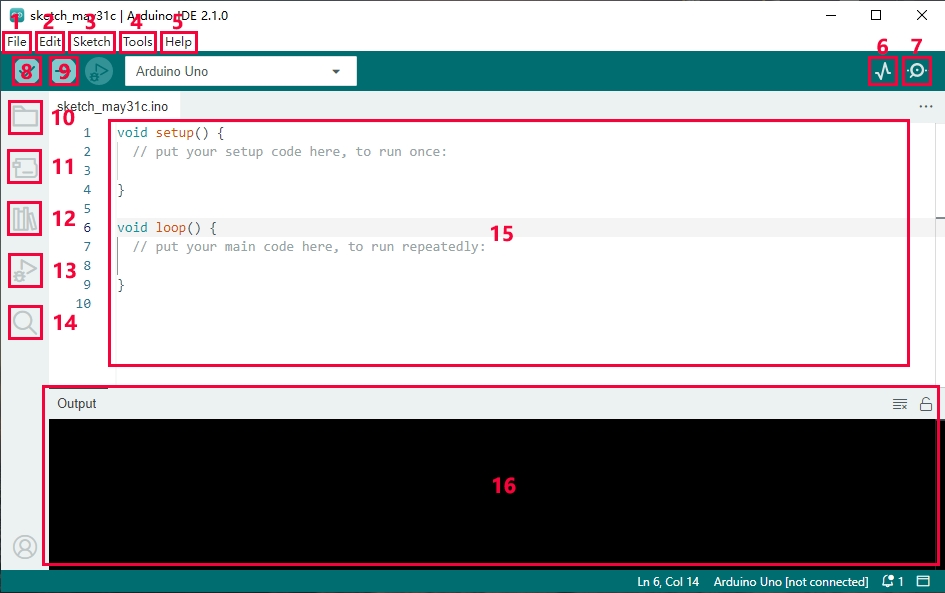 sketch_may31c | Arduino IDE 2.1.0
1 2 3 4 5
File Edit Sketch Tools Help
6 7
8 9 Arduino Uno
sketch_may31c.ino
10
1 void setup() {
2 // put your setup code here, to run once:
11
3
4 }
5
12
6 void loop() {
15
7 // put your main code here, to run repeatedly:
13
8
9 }
10
14
Output
16
Ln 6, Col 14 Arduino Uno [not connected] 1